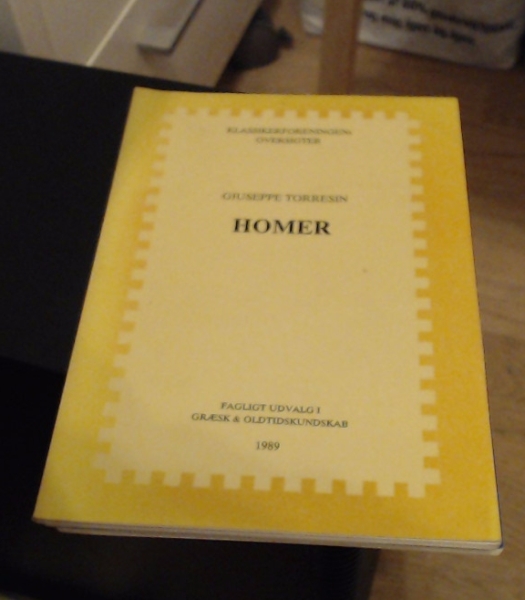 KLASSIKERFORENINGENS
OVERSIGTER
GIUSEPPE TORRESIN
HOMER
FAGLIGT UDVALG I
GRÆSK & OLDTIDSKUNDSKAB
1989